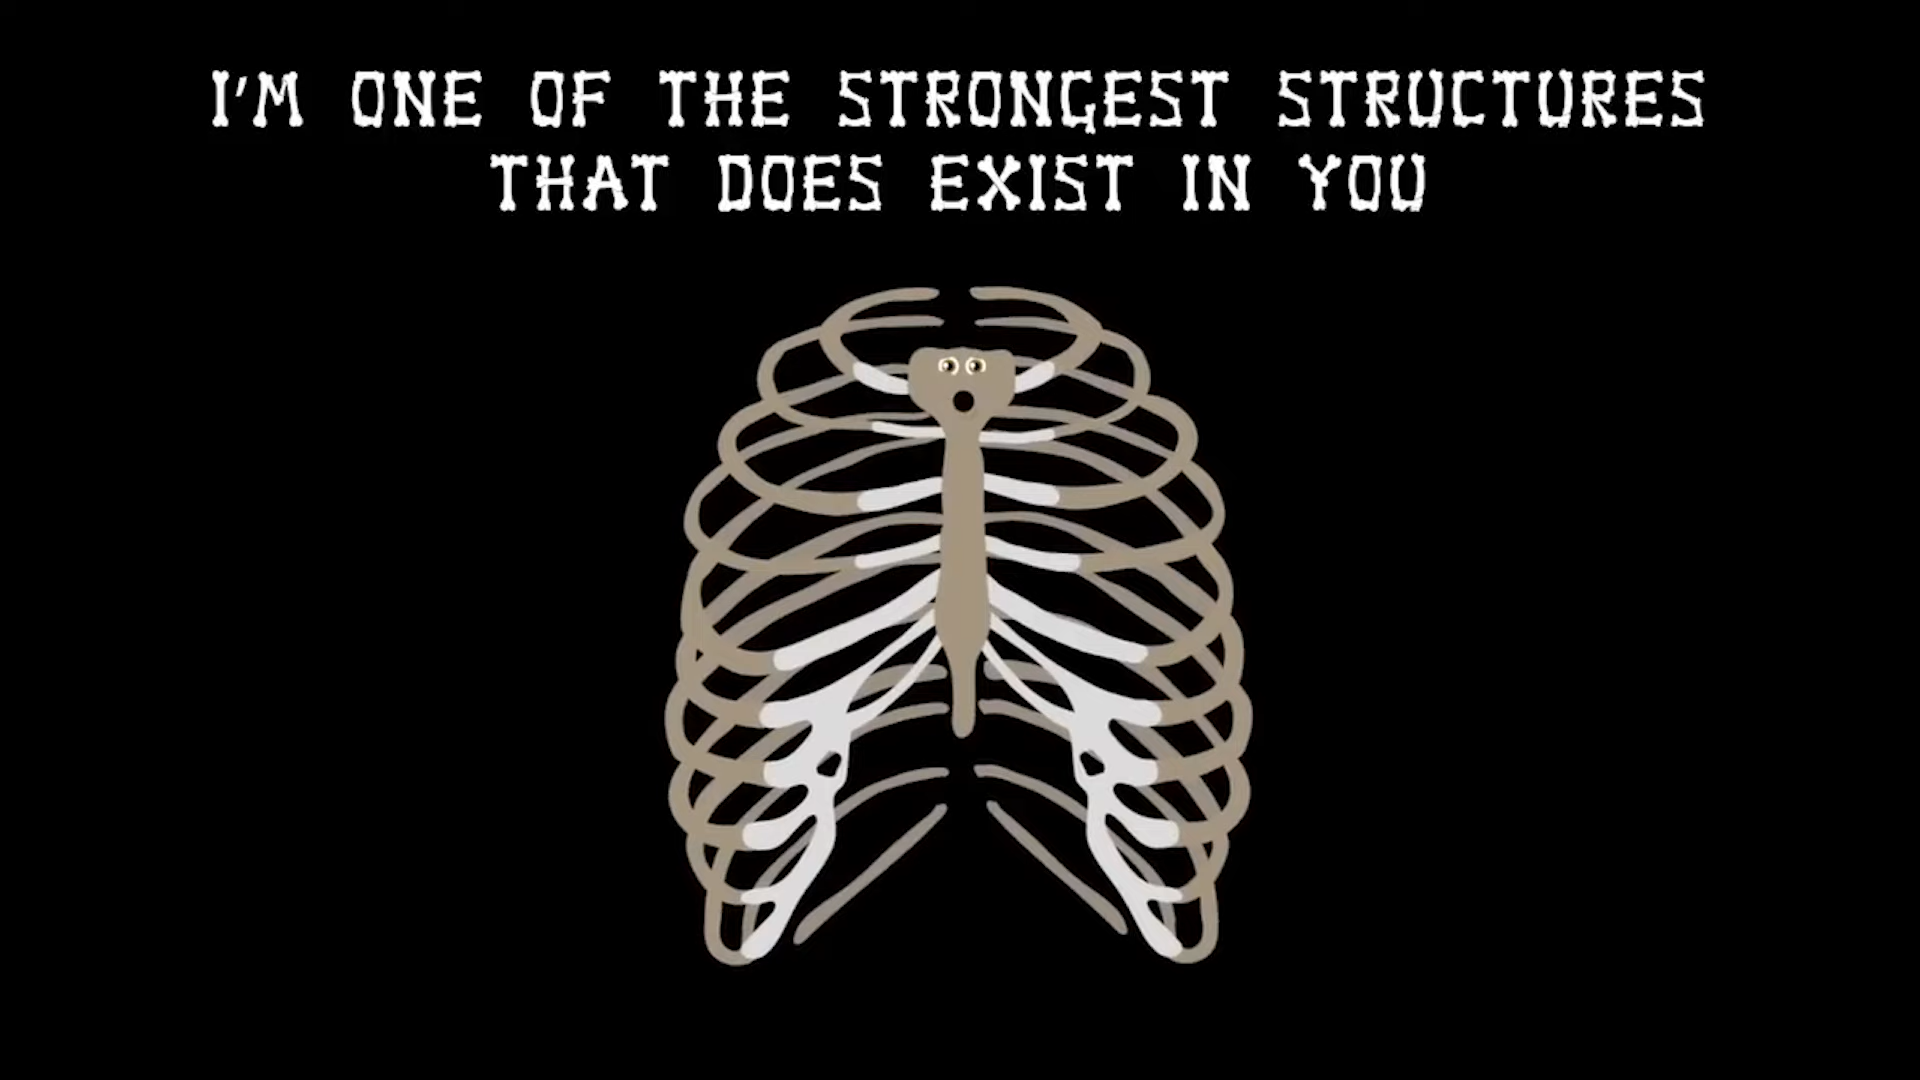 I'M ONE OF THE STRONGEST STRUCTURES
THAT DOES EXIST IN YOU